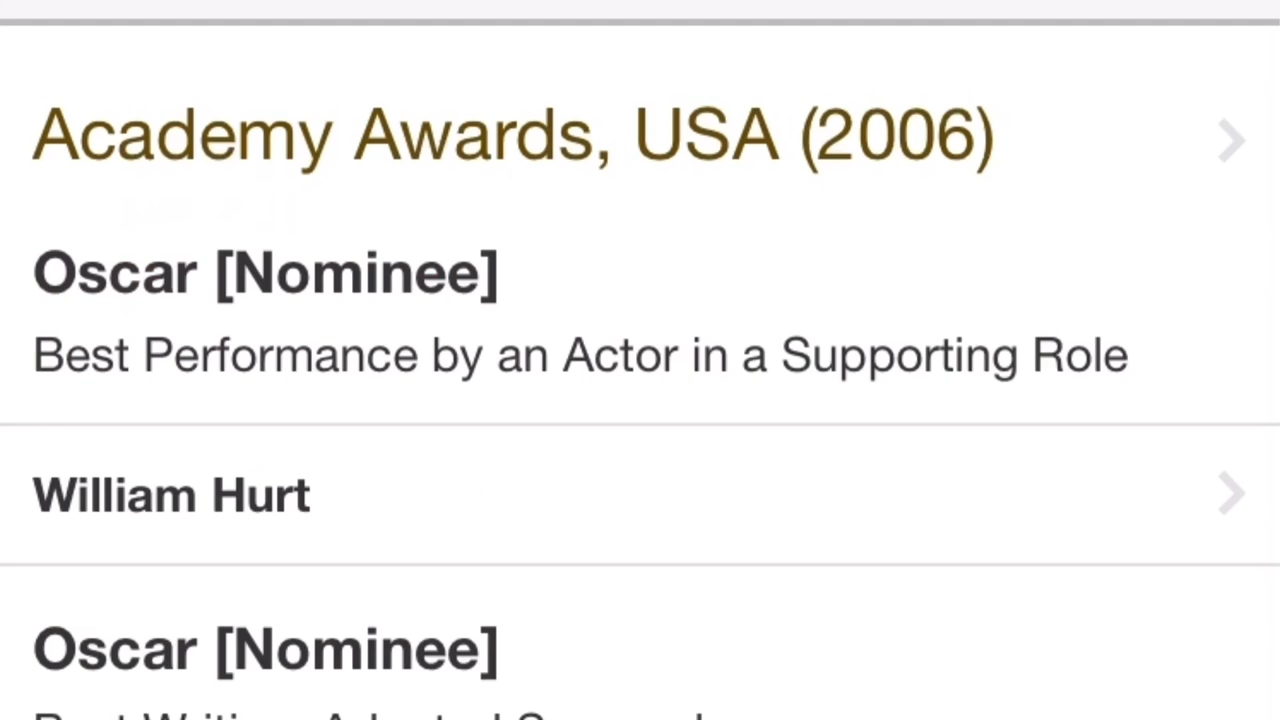 Academy Awards, USA (2006)
Oscar [Nominee]
Best Performance by an Actor in a Supporting Role
William Hurt
Oscar [Nominee]